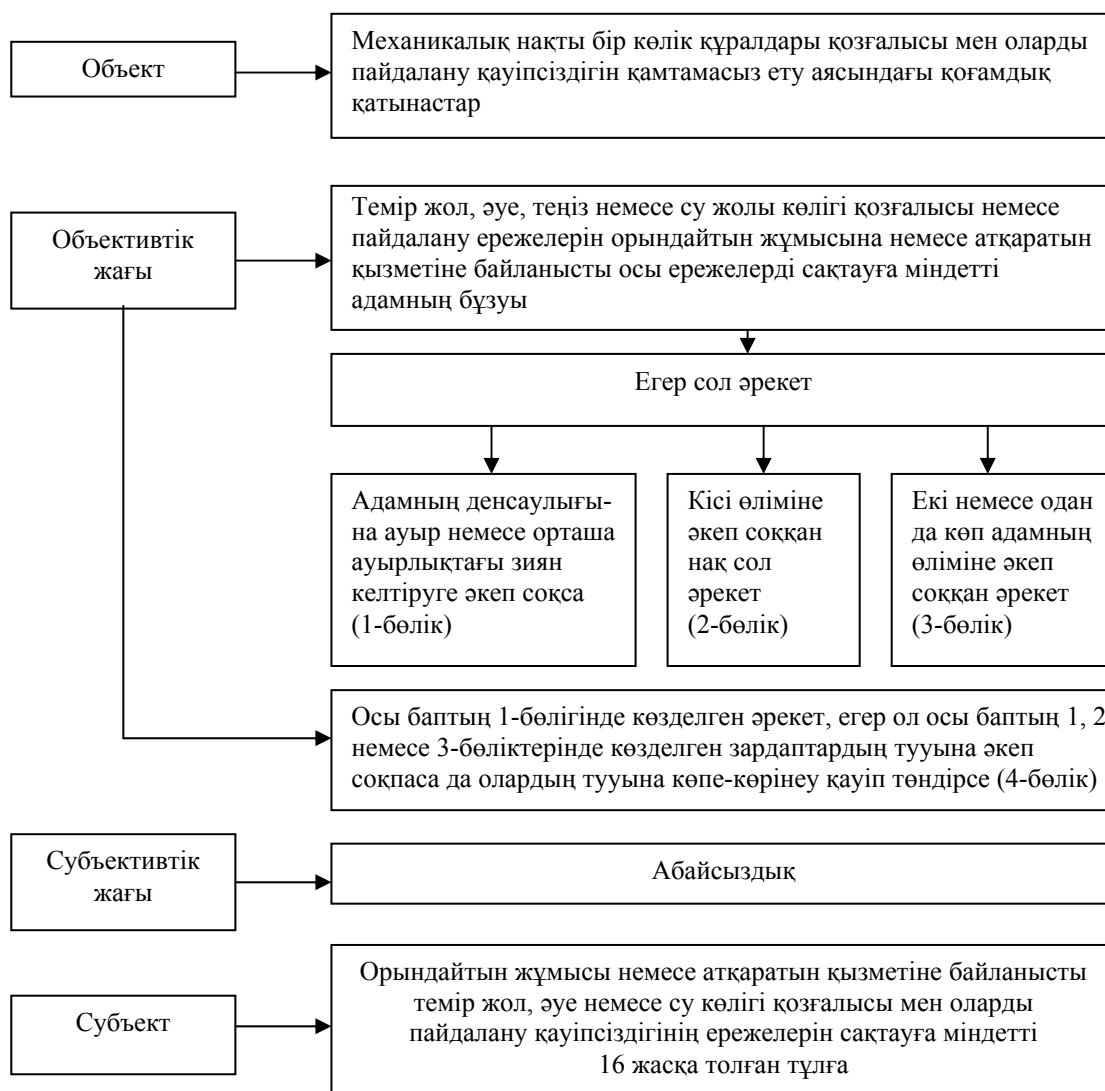 Объект
Механикалық нақты бір көлік құралдары қозғалысы мен оларды
пайдалану қауіпсіздігін қамтамасыз ету аясындағы қоғамдық
қатынастар
Объективтік
жағы
Темір жол, әуе, теңіз немесе су жолы көлігі қозғалысы немесе
пайдалану ережелерін орындайтын жұмысына немесе атқаратын
қызметіне байланысты осы ережелерді сақтауға міндетті
адамның бұзуы
Егер сол әрекет
Адамның денсаулығы-
на ауыр немесе орташа
ауырлықтағы зиян
келтіруге әкеп соқса
(1-бөлік)
Кісі өліміне
әкеп соққан
нақ сол
әрекет
(2-бөлік)
Екі немесе одан
да көп адамның
өліміне әкеп
соққан әрекет
(3-бөлік)
Осы баптың 1-бөлігінде көзделген әрекет, егер ол осы баптың 1, 2
немесе 3-бөліктерінде көзделген зардаптардың тууына әкеп
соқпаса да олардың тууына көпе-көрінеу қауіп төндірсе (4-бөлік)
Субъективтік
жағы
Абайсыздық
Субъект
Орындайтын жұмысы немесе атқаратын қызметіне байланысты
темір жол, әуе немесе су көлігі қозғалысы мен оларды
пайдалану қауіпсіздігінің ережелерін сақтауға міндетті
16 жасқа толған тұлға